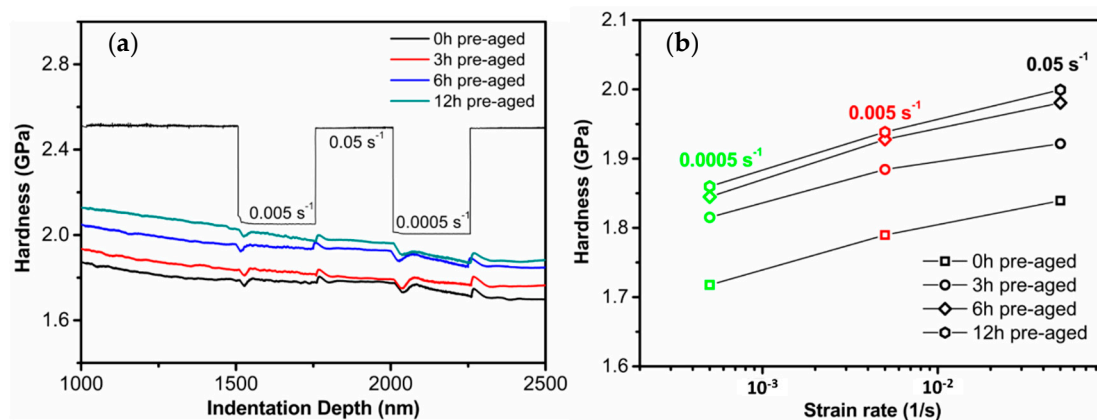 (a)
0h pre-aged
3h pre-aged
6h pre-aged
12h pre-aged
0.05 s⁻¹
0.005 s⁻¹
0.0005 s⁻¹
Hardness (GPa)
2.8
2.4
2.0
1.6
1.4
1000
1500
2000
2500
Indentation Depth (nm)
(b)
0.05 s⁻¹
0.005 s⁻¹
0.0005 s⁻¹
0h pre-aged
3h pre-aged
6h pre-aged
12h pre-aged
Hardness (GPa)
2.1
2.0
1.9
1.8
1.7
1.6
10⁻³
10⁻²
Strain rate (1/s)